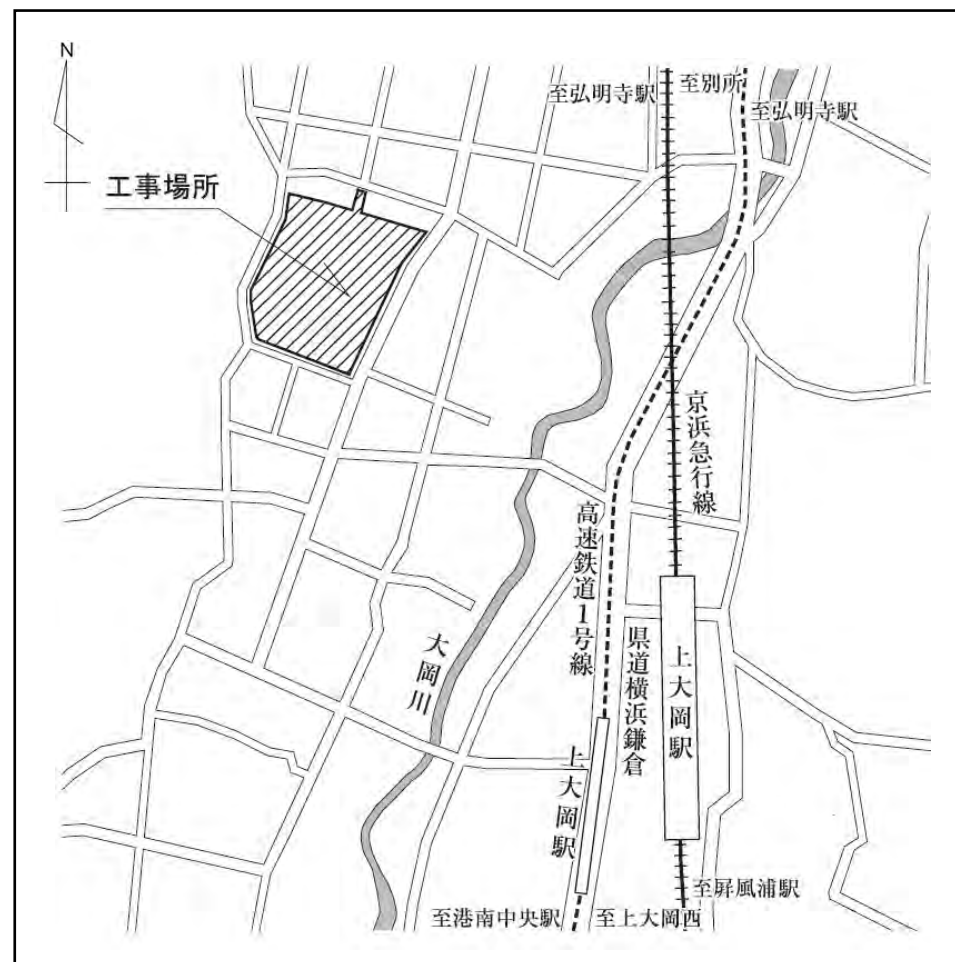 N
至弘明寺駅
至別所
至弘明寺駅
工事場所
京浜急行線
高速鉄道1号線
県道横浜鎌倉
大岡川
上大岡駅
上大岡駅
至屛風浦駅
至港南中央駅
至上大岡西